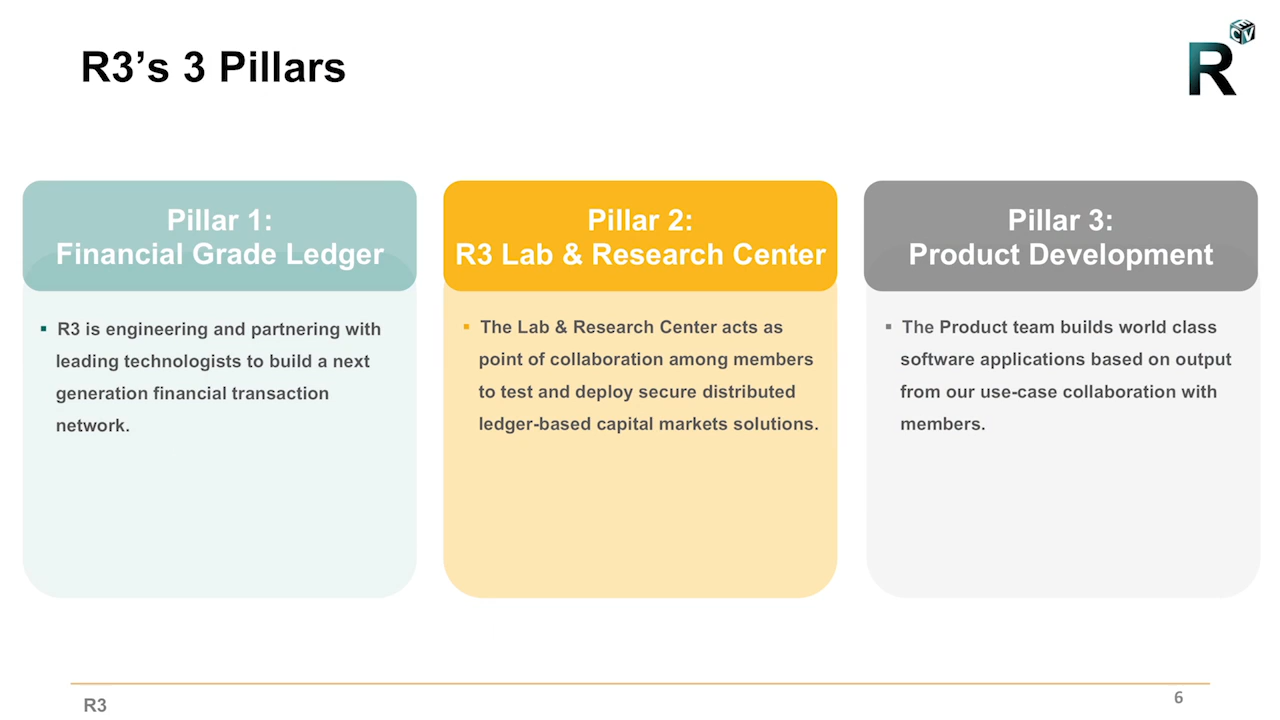 R3’s 3 Pillars
R
CEV
Pillar 1:
Financial Grade Ledger
▪ R3 is engineering and partnering with
leading technologists to build a next
generation financial transaction
network.
Pillar 2:
R3 Lab & Research Center
▪ The Lab & Research Center acts as
point of collaboration among members
to test and deploy secure distributed
ledger-based capital markets solutions.
Pillar 3:
Product Development
▪ The Product team builds world class
software applications based on output
from our use-case collaboration with
members.
R3
6